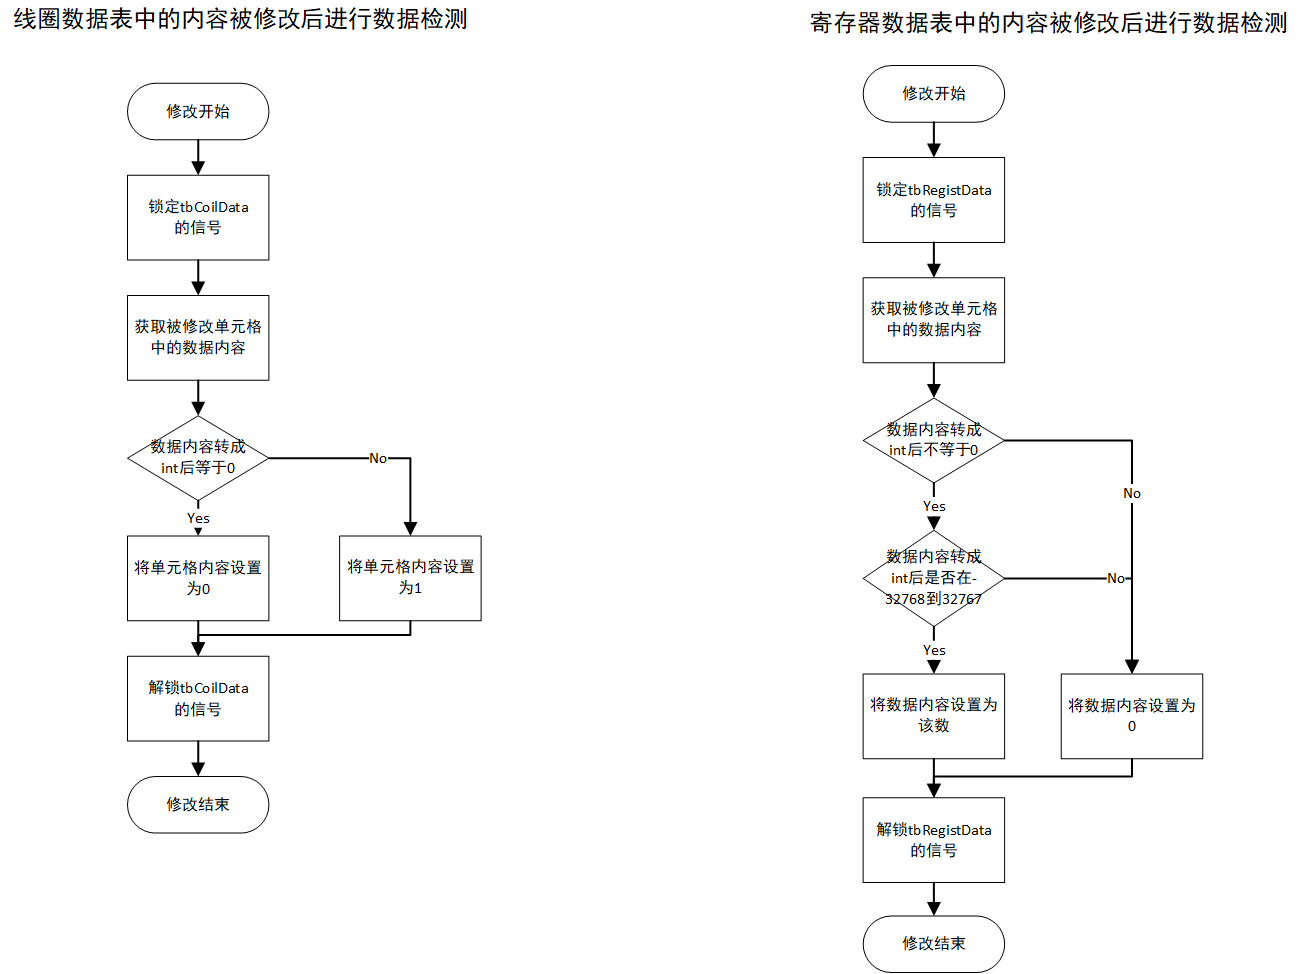 线圈数据表中的内容被修改后进行数据检测
修改开始
锁定tbCoilData
的信号
获取被修改单元格
中的数据内容
数据内容转成
int后等于0
No
Yes
将单元格内容设置
为0
将单元格内容设置
为1
解锁tbCoilData
的信号
修改结束
寄存器数据表中的内容被修改后进行数据检测
修改开始
锁定tbRegistData
的信号
获取被修改单元格
中的数据内容
数据内容转成
int后不等于0
No
Yes
数据内容转成
int后是否在-
32768到32767
No
Yes
将数据内容设置为
该数
将数据内容设置为
0
解锁tbRegistData
的信号
修改结束